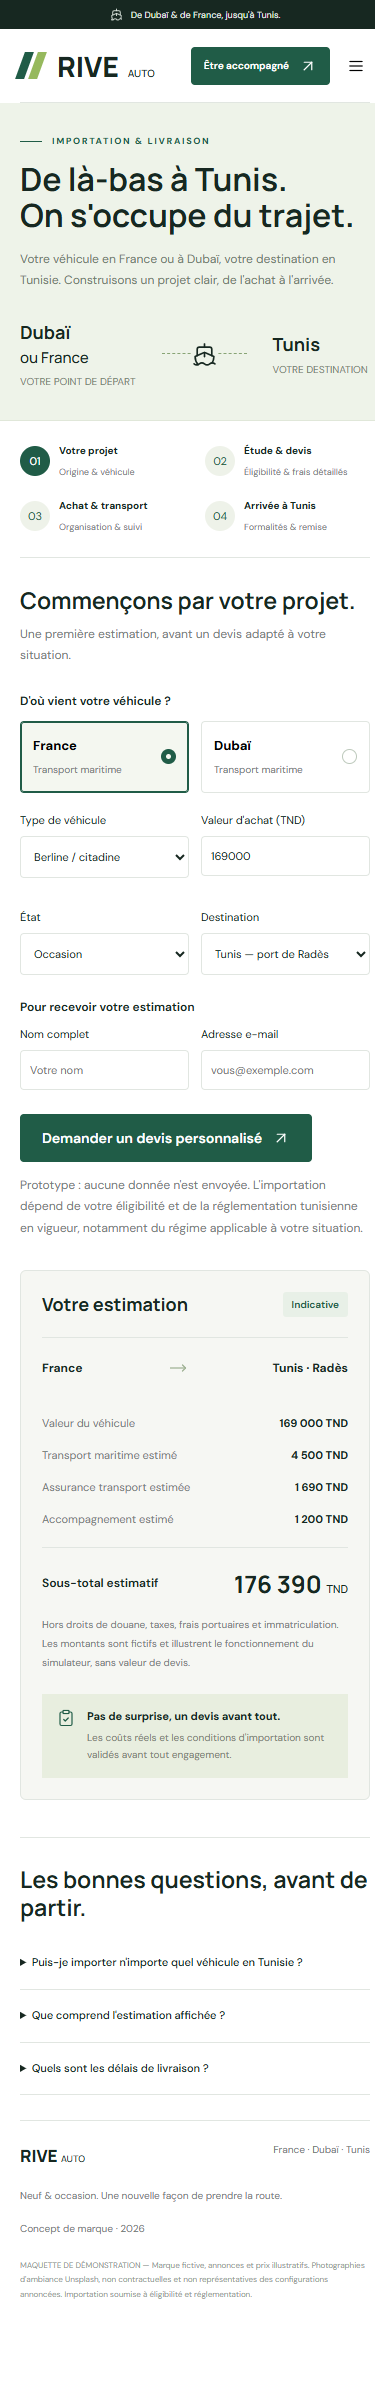 De Dubaï & de France, jusqu'à Tunis.
RIVE AUTO
Être accompagné
IMPORTATION & LIVRAISON
De là-bas à Tunis.
On s'occupe du trajet.
Votre véhicule en France ou à Dubaï, votre destination en
Tunisie. Construisons un projet clair, de l'achat à l'arrivée.
Dubaï
ou France
VOTRE POINT DE DÉPART
Tunis
VOTRE DESTINATION
01
Votre projet
Origine & véhicule
02
Étude & devis
Éligibilité & frais détaillés
03
Achat & transport
Organisation & suivi
04
Arrivée à Tunis
Formalités & remise
Commençons par votre projet.
Une première estimation, avant un devis adapté à votre
situation.
D'où vient votre véhicule ?
France
Transport maritime
Dubaï
Transport maritime
Type de véhicule
Berline / citadine
Valeur d'achat (TND)
169000
État
Occasion
Destination
Tunis — port de Radès
Pour recevoir votre estimation
Nom complet
Votre nom
Adresse e-mail
vous@exemple.com
Demander un devis personnalisé
Prototype : aucune donnée n'est envoyée. L'importation
dépend de votre éligibilité et de la réglementation tunisienne
en vigueur, notamment du régime applicable à votre situation.
Votre estimation
Indicative
France → Tunis · Radès
Valeur du véhicule 169 000 TND
Transport maritime estimé 4 500 TND
Assurance transport estimée 1 690 TND
Accompagnement estimé 1 200 TND
Sous-total estimatif 176 390 TND
Hors droits de douane, taxes, frais portuaires et immatriculation.
Les montants sont fictifs et illustrent le fonctionnement du
simulateur, sans valeur de devis.
Pas de surprise, un devis avant tout.
Les coûts réels et les conditions d'importation sont
validés avant tout engagement.
Les bonnes questions, avant de
partir.
Puis-je importer n'importe quel véhicule en Tunisie ?
Que comprend l'estimation affichée ?
Quels sont les délais de livraison ?
RIVE AUTO
France · Dubaï · Tunis
Neuf & occasion. Une nouvelle façon de prendre la route.
Concept de marque · 2026
MAQUETTE DE DÉMONSTRATION — Marque fictive, annonces et prix illustratifs. Photographies
d'ambiance Unsplash, non contractuelles et non représentatives des configurations
annoncées. Importation soumise à éligibilité et réglementation.